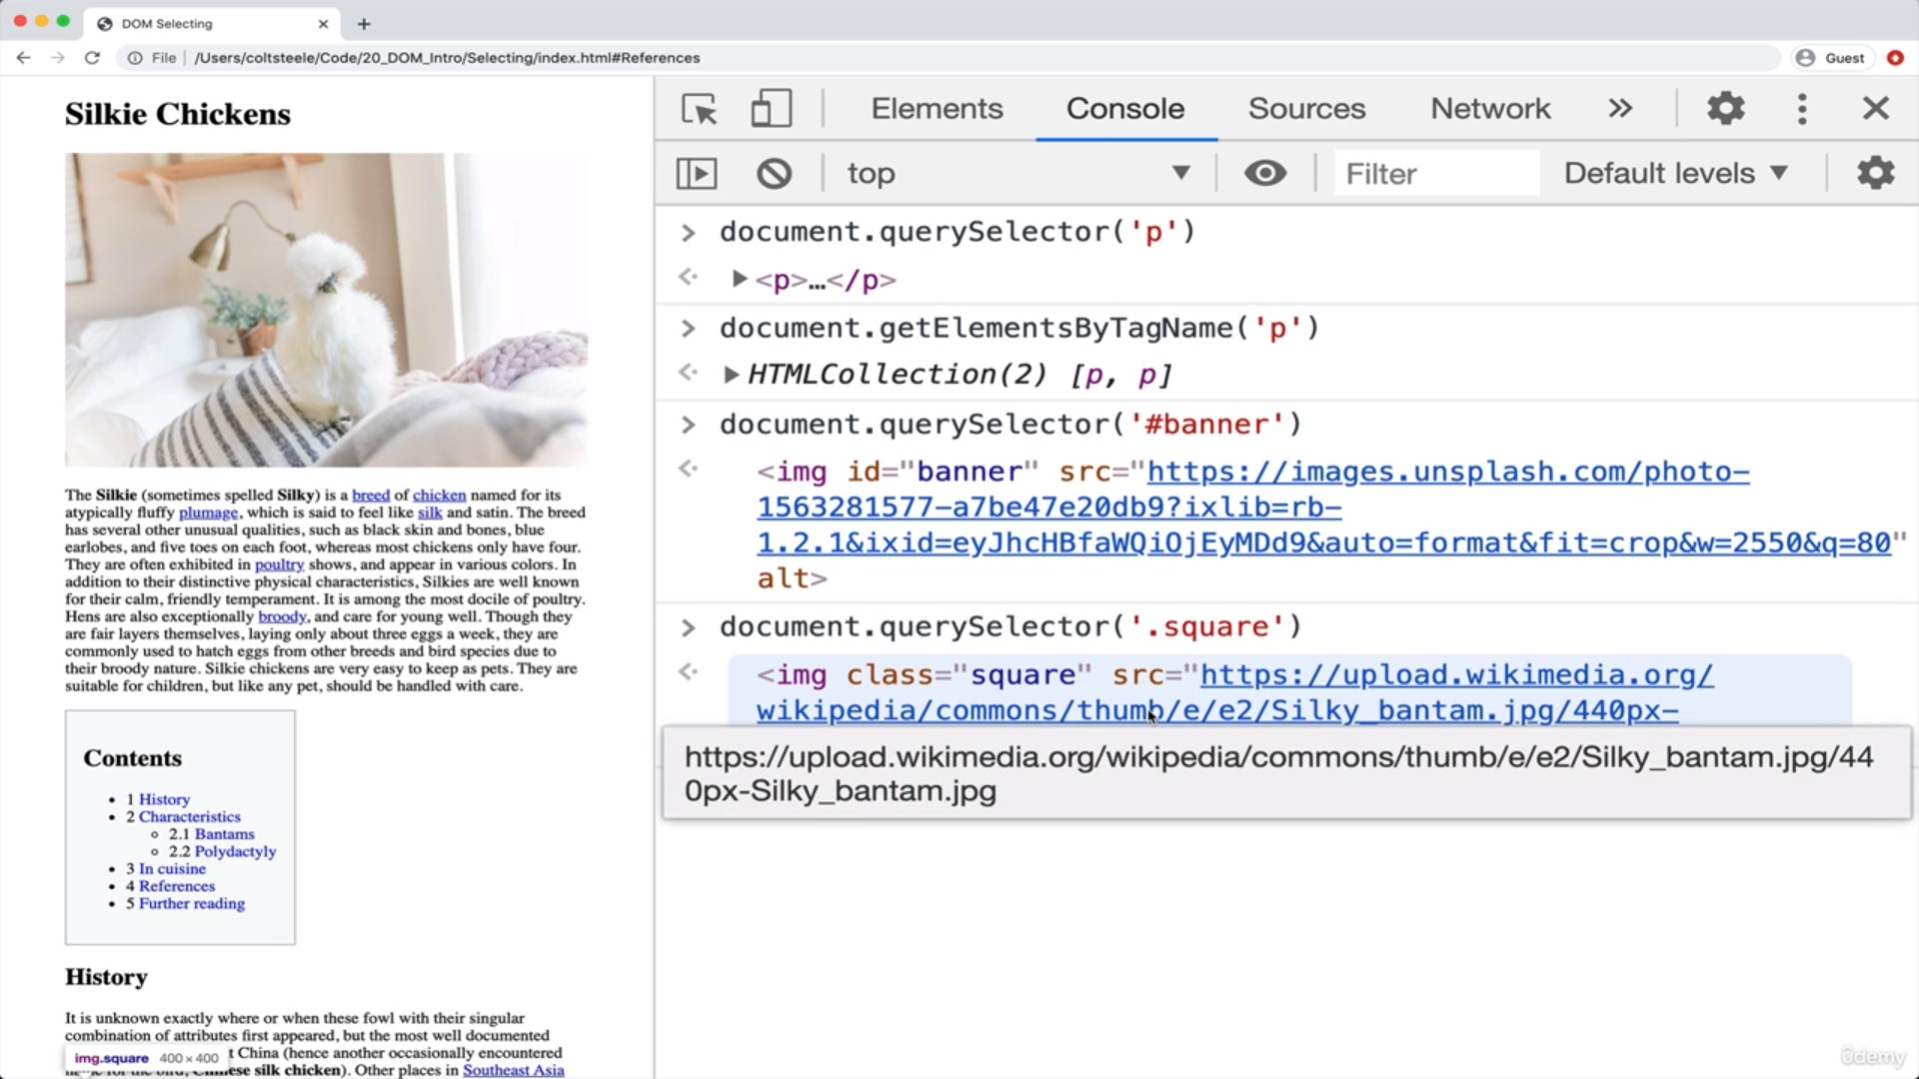 DOM Selecting
File | /Users/coltsteele/Code/20_DOM_Intro/Selecting/index.html#References
Guest
Silkie Chickens
The Silkie (sometimes spelled Silky) is a breed of chicken named for its
atypically fluffy plumage, which is said to feel like silk and satin. The breed
has several other unusual qualities, such as black skin and bones, blue
earlobes, and five toes on each foot, whereas most chickens only have four.
They are often exhibited in poultry shows, and appear in various colors. In
addition to their distinctive physical characteristics, Silkies are well known
for their calm, friendly temperament. It is among the most docile of poultry.
Hens are also exceptionally broody, and care for young well. Though they
are fair layers themselves, laying only about three eggs a week, they are
commonly used to hatch eggs from other breeds and bird species due to
their broody nature. Silkie chickens are very easy to keep as pets. They are
suitable for children, but like any pet, should be handled with care.
Contents
1 History
2 Characteristics
2.1 Bantams
2.2 Polydactyly
3 In cuisine
4 References
5 Further reading
History
It is unknown exactly where or when these fowl with their singular
combination of attributes first appeared, but the most well documented
t China (hence another occasionally encountered
name for the bird, Chinese silk chicken). Other places in Southeast Asia
img.square 400 × 400
Elements Console Sources Network
top Filter Default levels
document.querySelector('p')
<p>…</p>
document.getElementsByTagName('p')
HTMLCollection(2) [p, p]
document.querySelector('#banner')
<img id="banner" src="https://images.unsplash.com/photo-
1563281577-a7be47e20db9?ixlib=rb-
1.2.1&ixid=eyJhcHBfaWQiOjEyMDd9&auto=format&fit=crop&w=2550&q=80"
alt>
document.querySelector('.square')
<img class="square" src="https://upload.wikimedia.org/
wikipedia/commons/thumb/e/e2/Silky_bantam.jpg/440px-
https://upload.wikimedia.org/wikipedia/commons/thumb/e/e2/Silky_bantam.jpg/44
0px-Silky_bantam.jpg
ûdemy